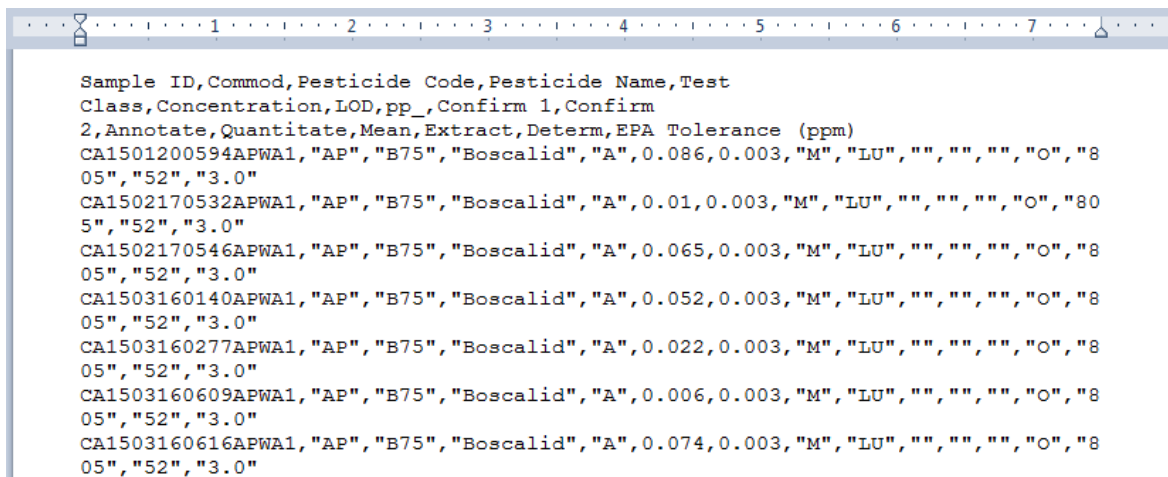 1 2 3 4 5 6 7
Sample ID,Commod,Pesticide Code,Pesticide Name,Test
Class,Concentration,LOD,pp_,Confirm 1,Confirm
2,Annotate,Quantitate,Mean,Extract,Determ,EPA Tolerance (ppm)
CA1501200594APWA1,"AP","B75","Boscalid","A",0.086,0.003,"M","LU","","","","O","8
05","52","3.0"
CA1502170532APWA1,"AP","B75","Boscalid","A",0.01,0.003,"M","LU","","","","O","80
5","52","3.0"
CA1502170546APWA1,"AP","B75","Boscalid","A",0.065,0.003,"M","LU","","","","O","8
05","52","3.0"
CA1503160140APWA1,"AP","B75","Boscalid","A",0.052,0.003,"M","LU","","","","O","8
05","52","3.0"
CA1503160277APWA1,"AP","B75","Boscalid","A",0.022,0.003,"M","LU","","","","O","8
05","52","3.0"
CA1503160609APWA1,"AP","B75","Boscalid","A",0.006,0.003,"M","LU","","","","O","8
05","52","3.0"
CA1503160616APWA1,"AP","B75","Boscalid","A",0.074,0.003,"M","LU","","","","O","8
05","52","3.0"